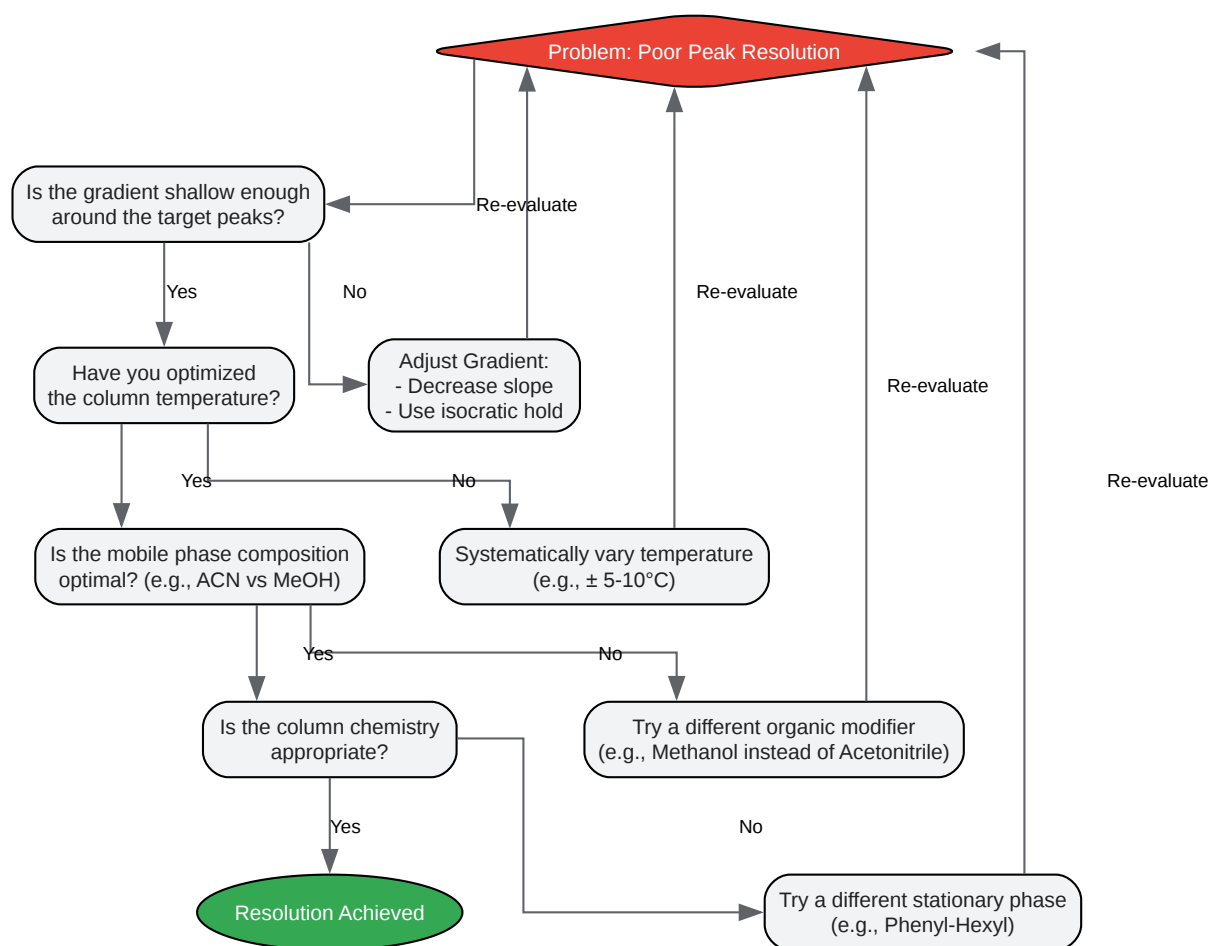 Problem: Poor Peak Resolution
Is the gradient shallow enough
around the target peaks?
Re-evaluate
Yes
No
Re-evaluate
Adjust Gradient:
- Decrease slope
- Use isocratic hold
Have you optimized
the column temperature?
Re-evaluate
Yes
No
Re-evaluate
Is the mobile phase composition
optimal? (e.g., ACN vs MeOH)
Systematically vary temperature
(e.g., ± 5-10°C)
Yes
No
Is the column chemistry
appropriate?
Try a different organic modifier
(e.g., Methanol instead of Acetonitrile)
Yes
No
Resolution Achieved
Try a different stationary phase
(e.g., Phenyl-Hexyl)